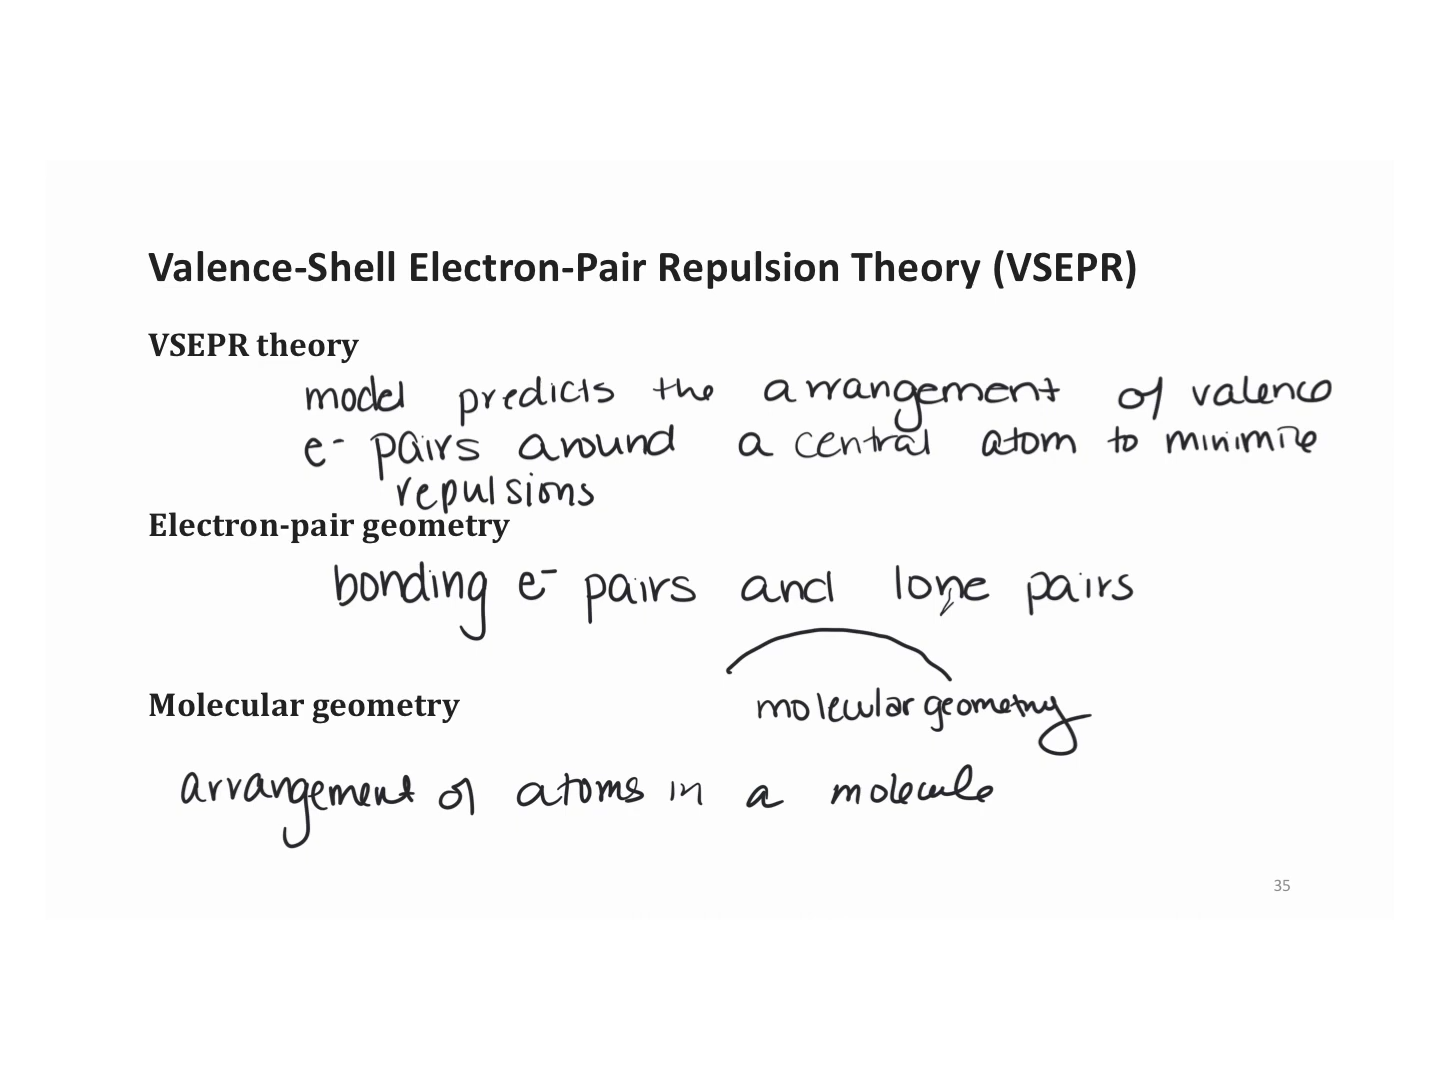 Valence-Shell Electron-Pair Repulsion Theory (VSEPR)
VSEPR theory
model predicts the arrangement of valence
e⁻ pairs around a central atom to minimize
repulsions
Electron-pair geometry
bonding e⁻ pairs and lone pairs
Molecular geometry
molecular geometry
arrangement of atoms in a molecule
35